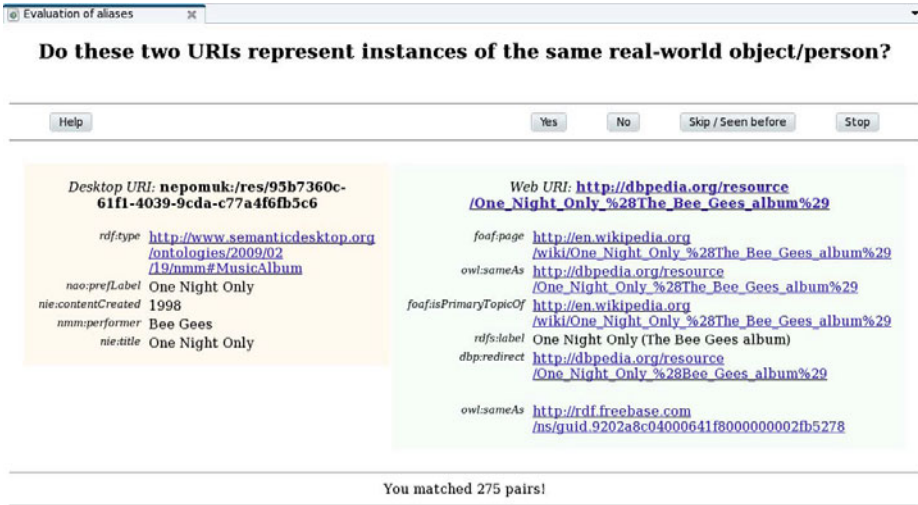 Evaluation of aliases
Do these two URIs represent instances of the same real-world object/person?
Help
Yes
No
Skip / Seen before
Stop
Desktop URI: nepomuk:/res/95b7360c-
61f1-4039-9cda-c77a4f6fb5c6
rdf:type http://www.semanticdesktop.org
/ontologies/2009/02
/19/nmm#MusicAlbum
nao:prefLabel One Night Only
nie:contentCreated 1998
nmm:performer Bee Gees
nie:title One Night Only
Web URI: http://dbpedia.org/resource
/One_Night_Only_%28The_Bee_Gees_album%29
foaf:page http://en.wikipedia.org
/wiki/One_Night_Only_%28The_Bee_Gees_album%29
owl:sameAs http://dbpedia.org/resource
/One_Night_Only_%28The_Bee_Gees_album%29
foaf:isPrimaryTopicOf http://en.wikipedia.org
/wiki/One_Night_Only_%28The_Bee_Gees_album%29
rdfs:label One Night Only (The Bee Gees album)
dbp:redirect http://dbpedia.org/resource
/One_Night_Only_%28Bee_Gees_album%29
owl:sameAs http://rdf.freebase.com
/ns/guid.9202a8c04000641f8000000002fb5278
You matched 275 pairs!